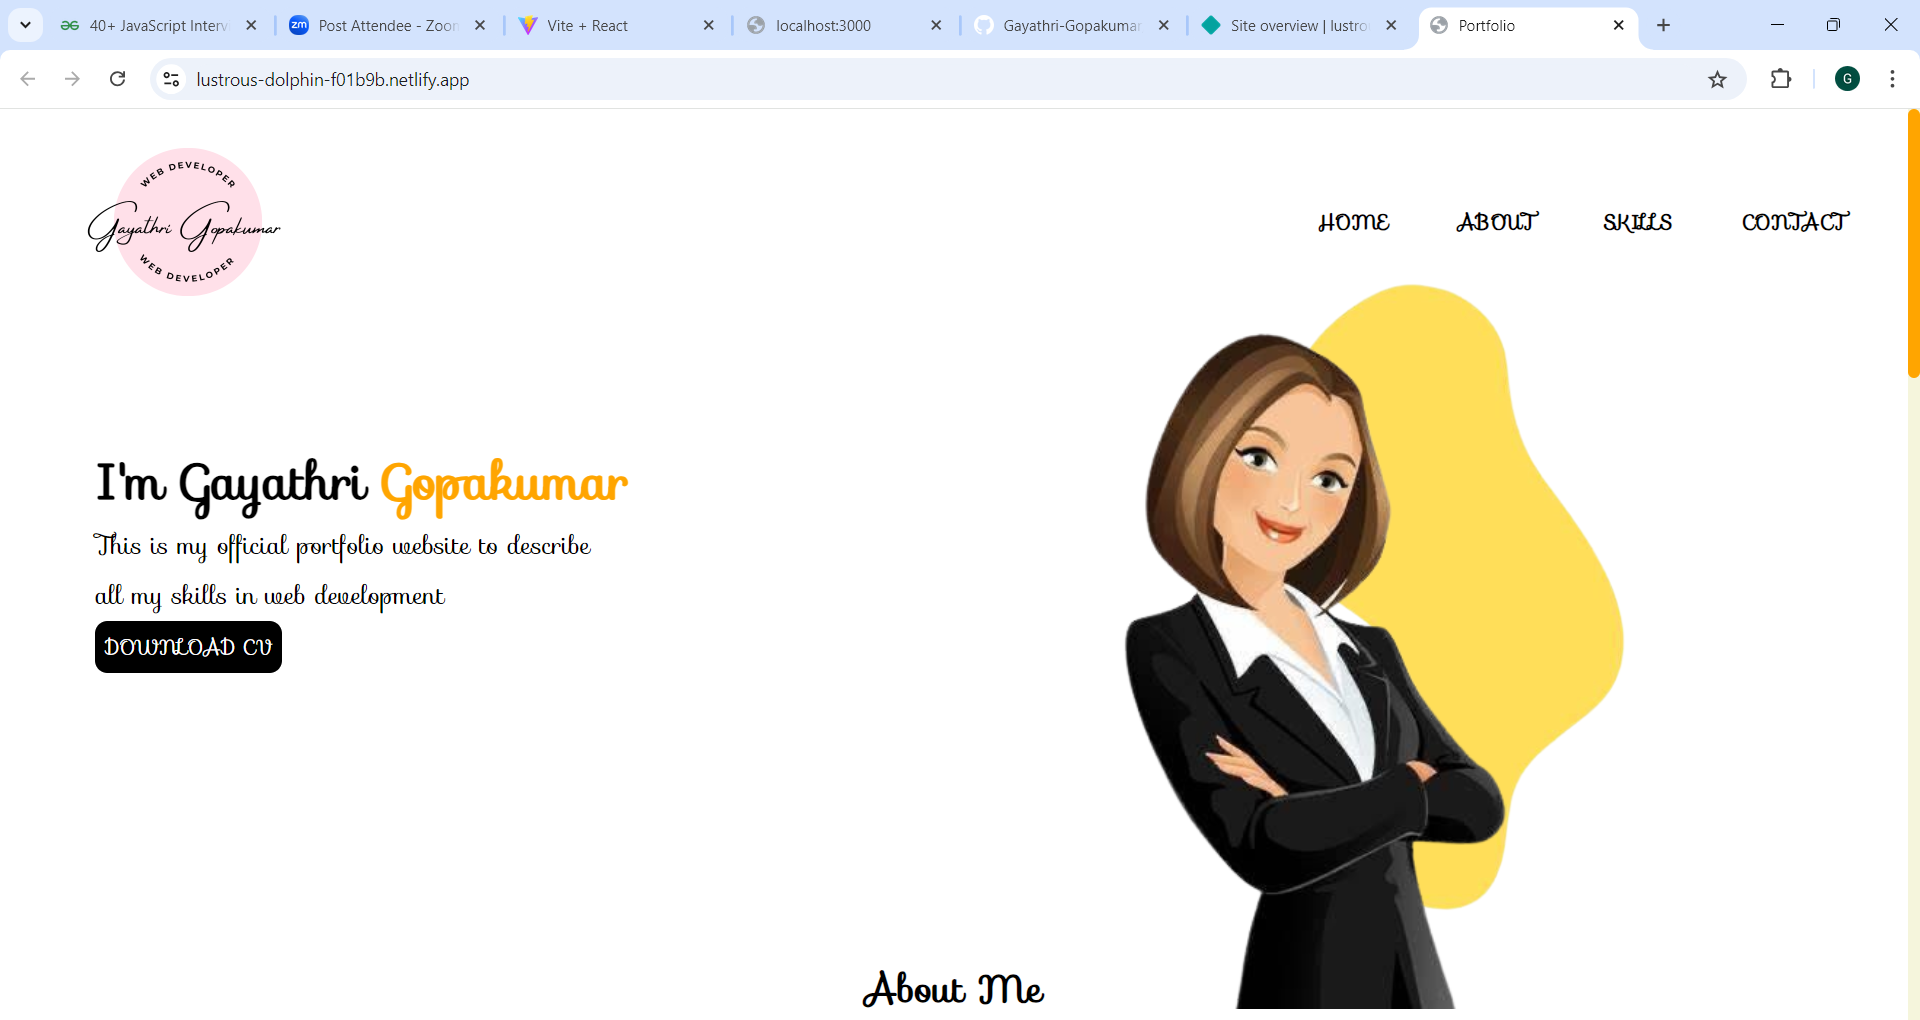 40+ JavaScript Interv
Post Attendee - Zoon
Vite + React
localhost:3000
Gayathri-Gopakumar
Site overview | lustro
Portfolio
lustrous-dolphin-f01b9b.netlify.app
G
WEB DEVELOPER
Gayathri Gopakumar
WEB DEVELOPER
HOME ABOUT SKILLS CONTACT
I'm Gayathri Gopakumar
This is my official portfolio website to describe
all my skills in web development
DOWNLOAD CV
About Me